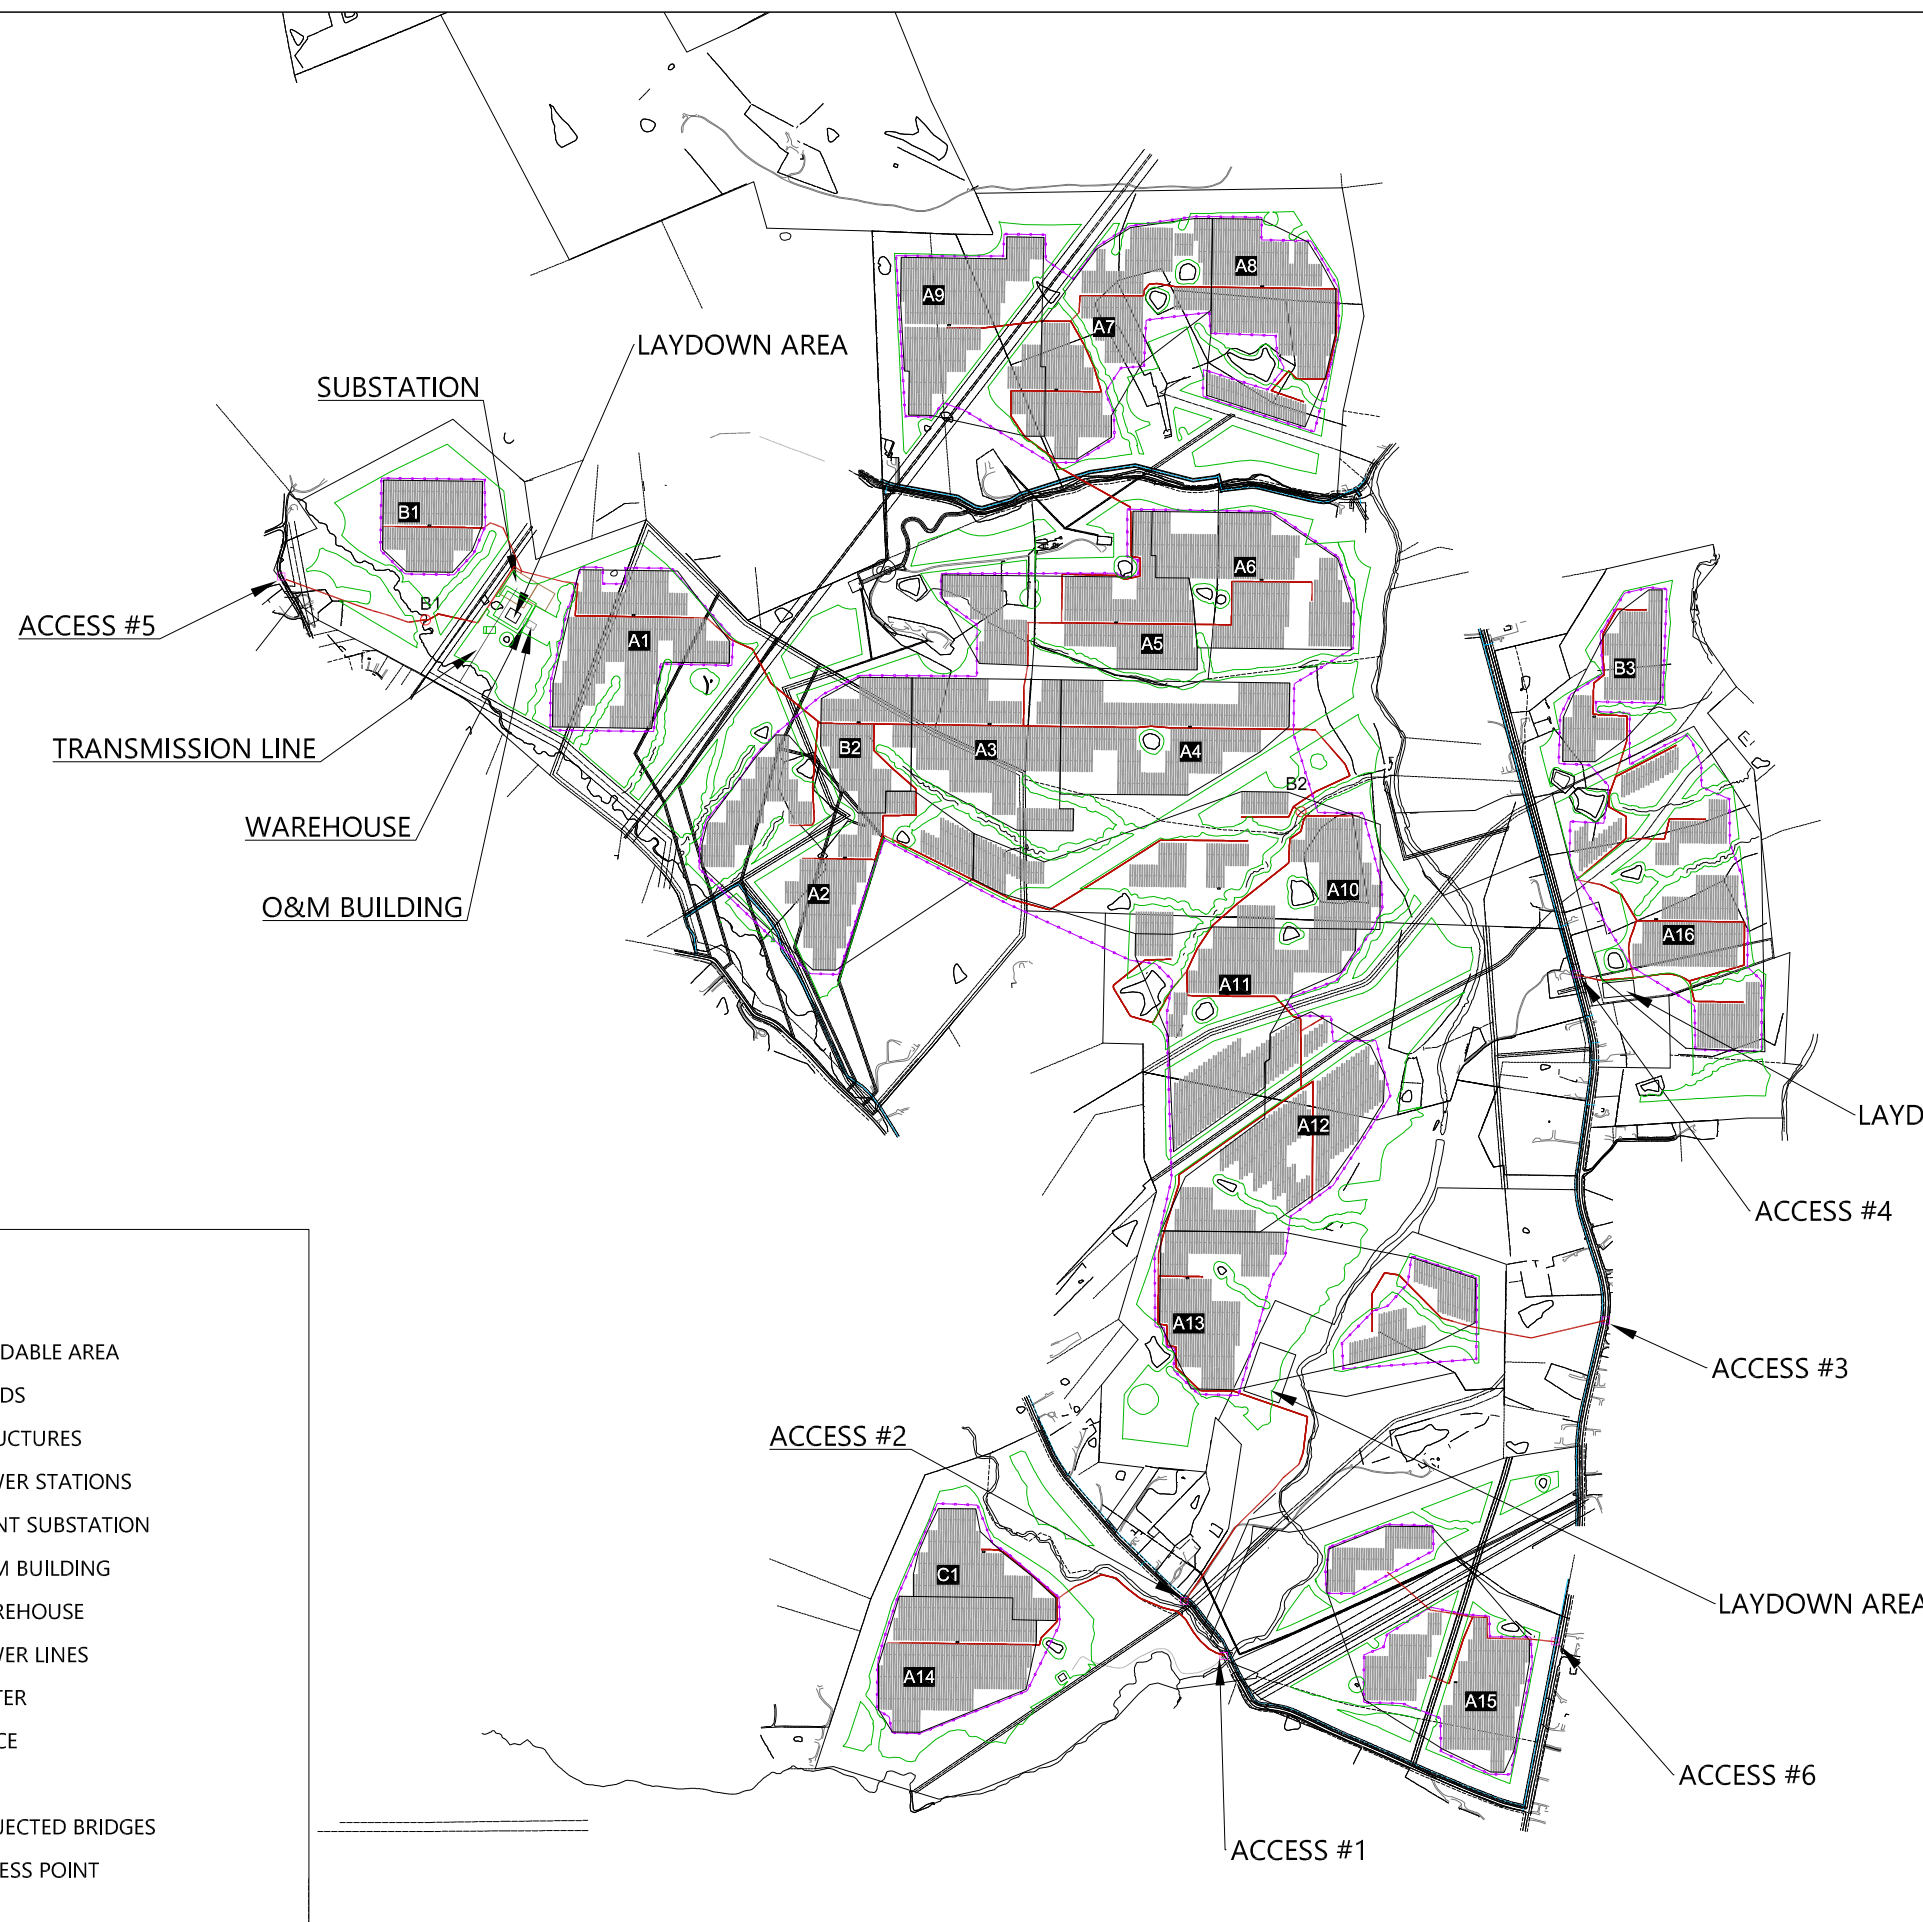 A8
A9
A7
LAYDOWN AREA
SUBSTATION
B1
A6
B1
ACCESS #5
A1
A5
B3
TRANSMISSION LINE
B2
A3
A4
B2
WAREHOUSE
A2
A10
O&M BUILDING
A16
A11
LAYD
A12
ACCESS #4
A13
ACCESS #3
DABLE AREA
DS
UCTURES
ACCESS #2
VER STATIONS
NT SUBSTATION
M BUILDING
C1
REHOUSE
LAYDOWN AREA
VER LINES
A14
TER
A15
CE
ACCESS #6
JECTED BRIDGES
ACCESS #1
ESS POINT